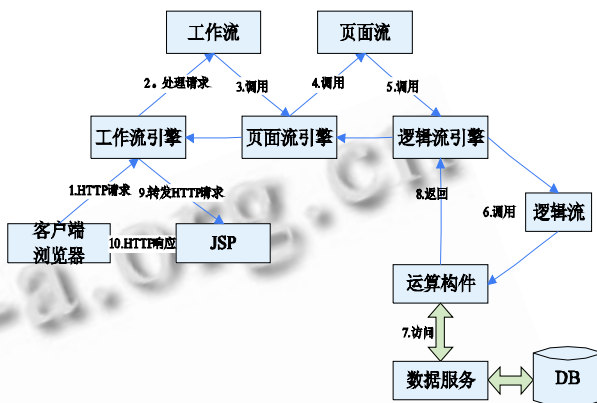 工作流
页面流
2。处理请求
3.调用
4.调用
5.调用
工作流引擎
页面流引擎
逻辑流引擎
1.HTTP请求
9.转发HTTP请求
8.返回
6.调用
逻辑流
客户端
浏览器
10.HTTP响应
JSP
运算构件
7.访问
数据服务
DB
a.org.cn